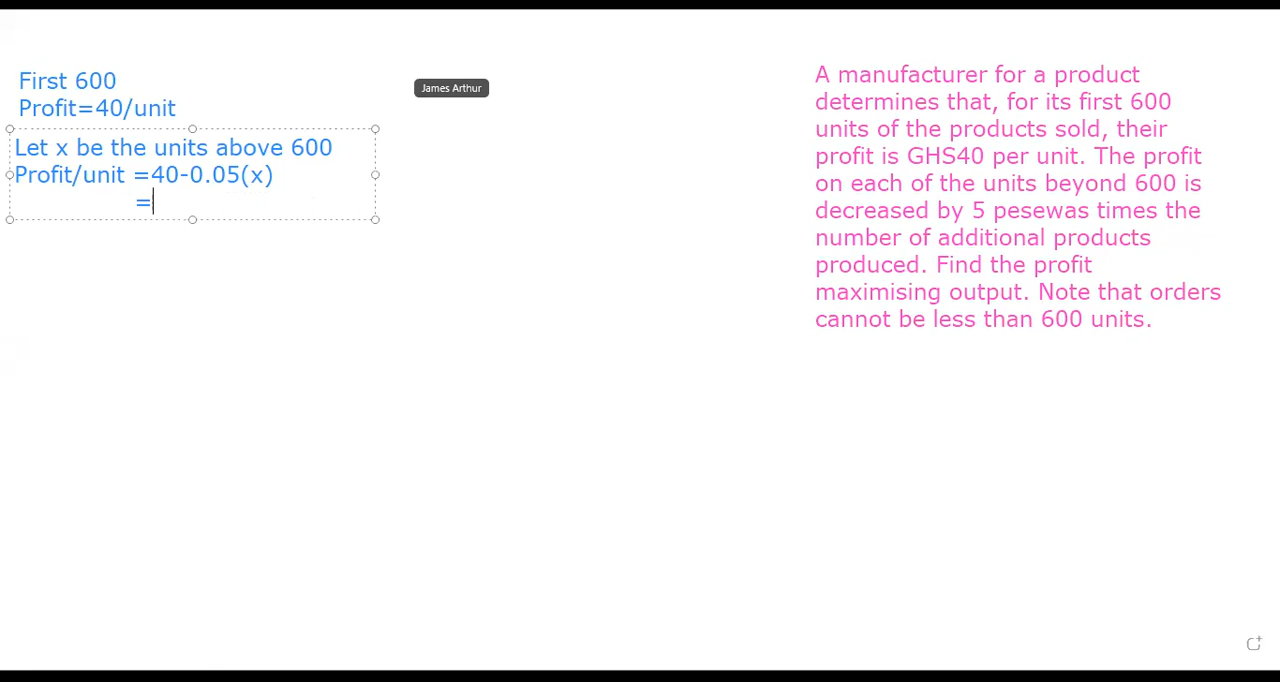 First 600
Profit=40/unit
James Arthur
Let x be the units above 600
Profit/unit =40-0.05(x)
=
A manufacturer for a product
determines that, for its first 600
units of the products sold, their
profit is GHS40 per unit. The profit
on each of the units beyond 600 is
decreased by 5 pesewas times the
number of additional products
produced. Find the profit
maximising output. Note that orders
cannot be less than 600 units.